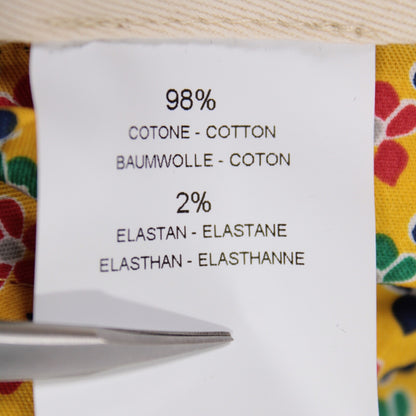 98%
COTONE - COTTON
BAUMWOLLE - COTON
2%
ELASTAN - ELASTANE
ELASTHAN - ELASTHANNE